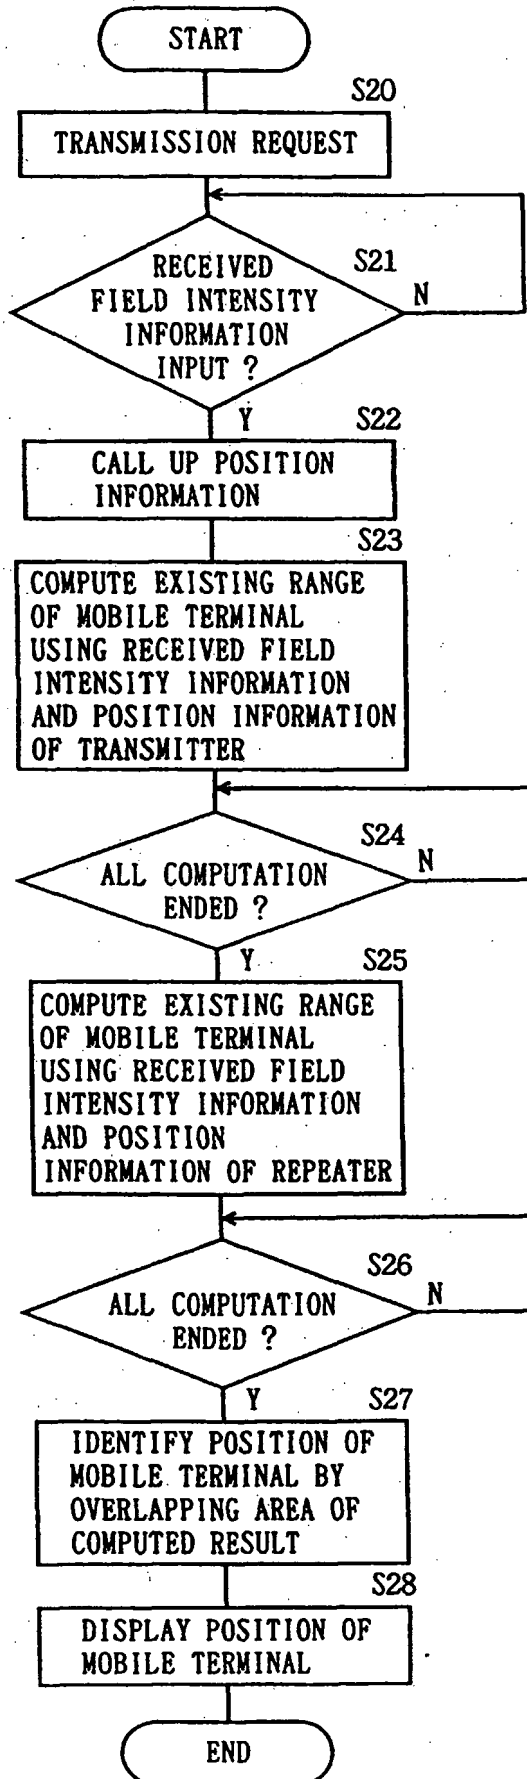 START
S20
TRANSMISSION REQUEST
S21
RECEIVED
FIELD INTENSITY
INFORMATION
INPUT ?
N
Y
S22
CALL UP POSITION
INFORMATION
S23
COMPUTE EXISTING RANGE
OF MOBILE TERMINAL
USING RECEIVED FIELD
INTENSITY INFORMATION
AND POSITION INFORMATION
OF TRANSMITTER
S24
ALL COMPUTATION
ENDED ?
N
Y
S25
COMPUTE EXISTING RANGE
OF MOBILE TERMINAL
USING RECEIVED FIELD
INTENSITY INFORMATION
AND POSITION
INFORMATION OF REPEATER
S26
ALL COMPUTATION
ENDED ?
N
Y
S27
IDENTIFY POSITION OF
MOBILE TERMINAL BY
OVERLAPPING AREA OF
COMPUTED RESULT
S28
DISPLAY POSITION OF
MOBILE TERMINAL
END